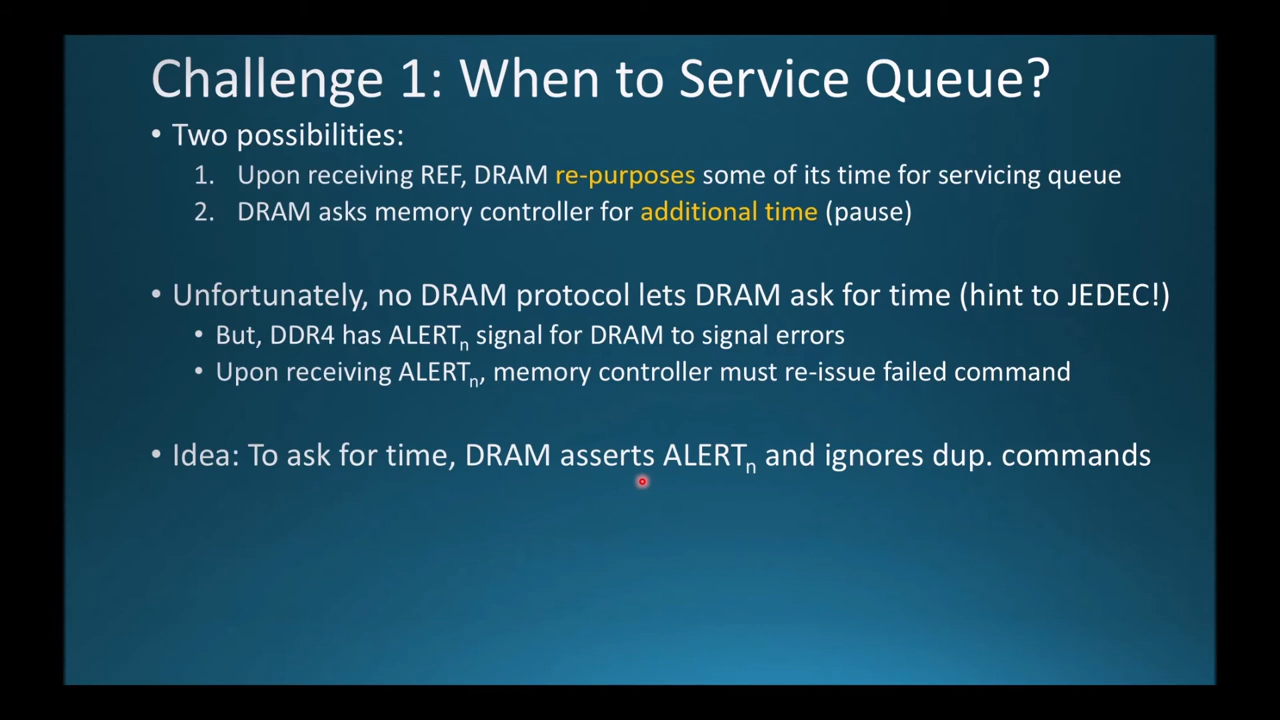 Challenge 1: When to Service Queue?
• Two possibilities:
1. Upon receiving REF, DRAM re-purposes some of its time for servicing queue
2. DRAM asks memory controller for additional time (pause)
• Unfortunately, no DRAM protocol lets DRAM ask for time (hint to JEDEC!)
• But, DDR4 has ALERTn signal for DRAM to signal errors
• Upon receiving ALERTn, memory controller must re-issue failed command
• Idea: To ask for time, DRAM asserts ALERTn and ignores dup. commands